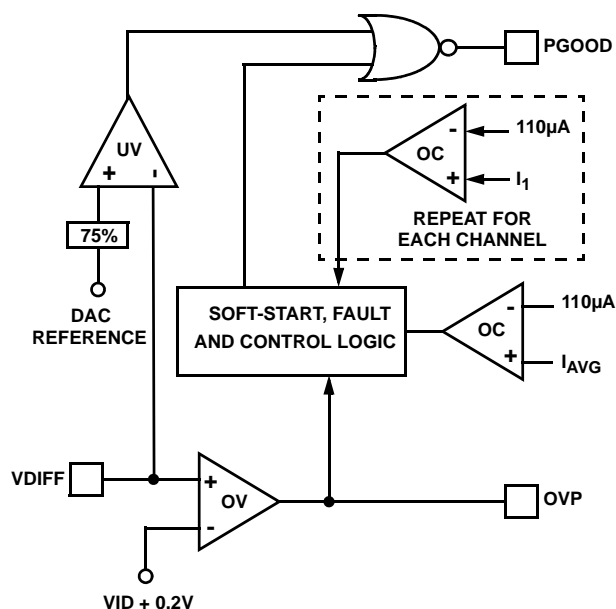 PGOOD
UV
+ -
75%
DAC
REFERENCE
- 110µA
OC
+ I1
REPEAT FOR
EACH CHANNEL
SOFT-START, FAULT
AND CONTROL LOGIC
- 110µA
OC
+ IAVG
VDIFF
+
OV
-
OVP
VID + 0.2V